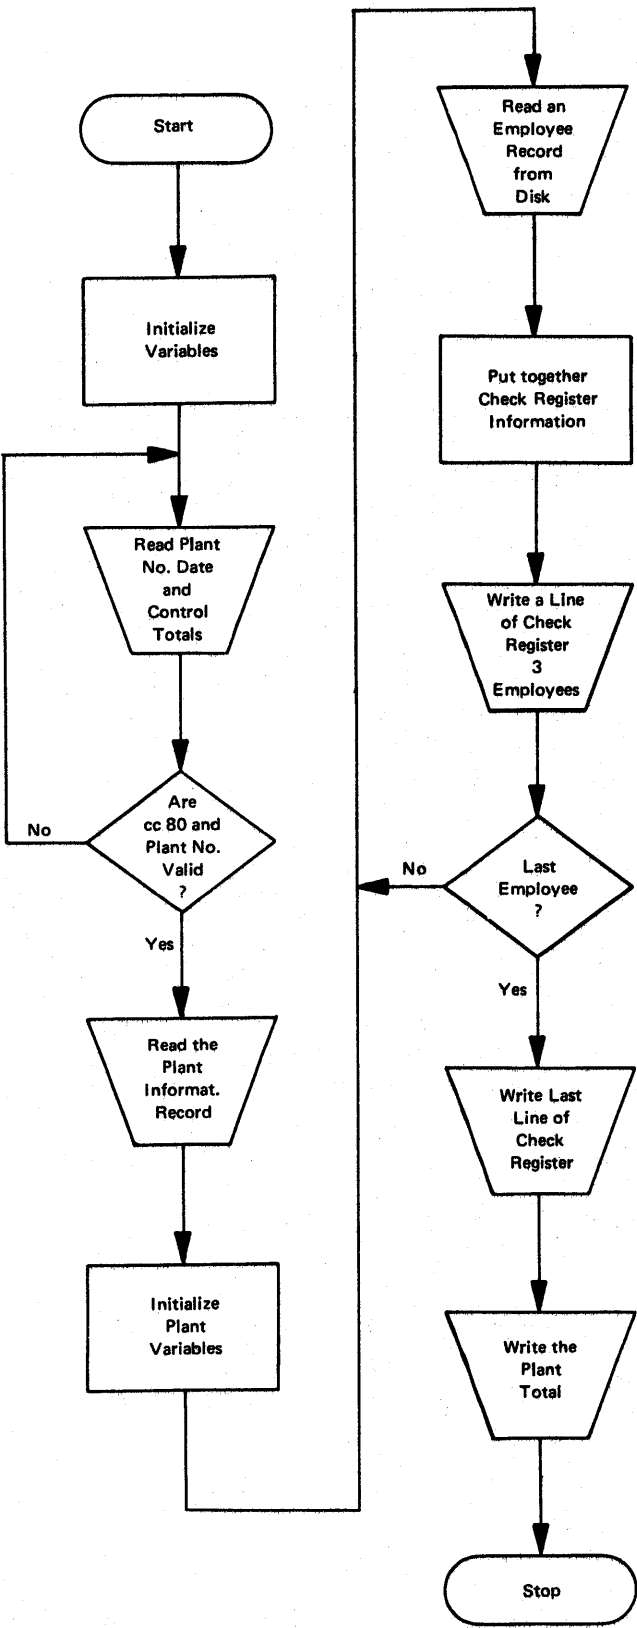 Start
Initialize
Variables
Read Plant
No. Date
and
Control
Totals
Are
cc 80 and
Plant No.
Valid
?
No
Yes
Read the
Plant
Informat.
Record
Initialize
Plant
Variables
Read an
Employee
Record
from
Disk
Put together
Check Register
Information
Write a Line
of Check
Register
3
Employees
Last
Employee
?
No
Yes
Write Last
Line of
Check
Register
Write the
Plant
Total
Stop